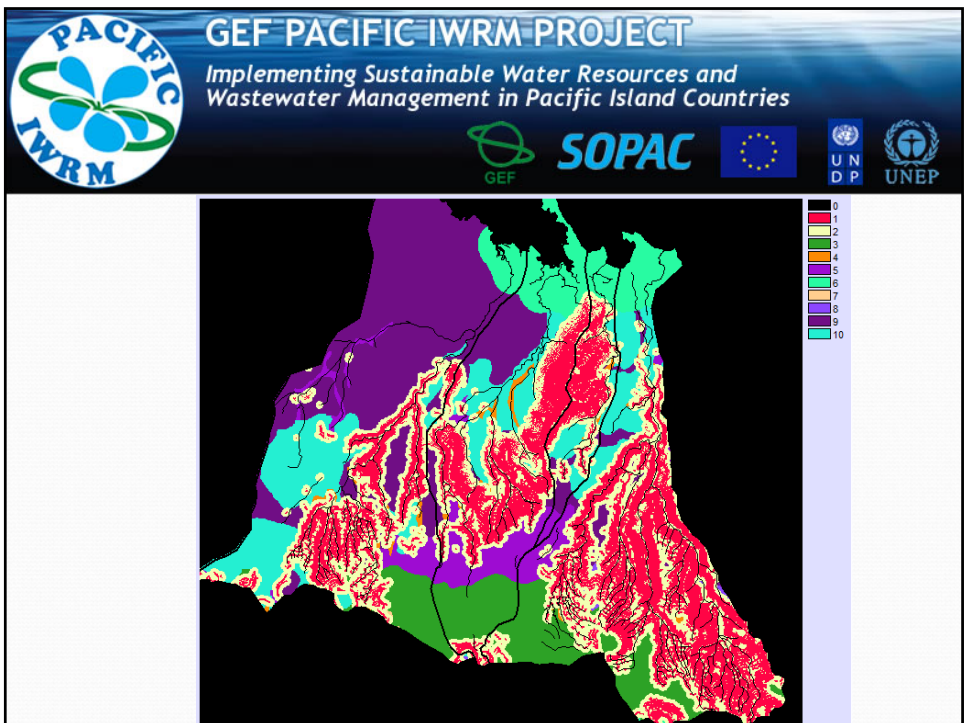 PACIFIC
IWRM
GEF PACIFIC IWRM PROJECT
Implementing Sustainable Water Resources and
Wastewater Management in Pacific Island Countries
GEF
SOPAC
U N
D P
UNEP
0
1
2
3
4
5
6
7
8
9
10